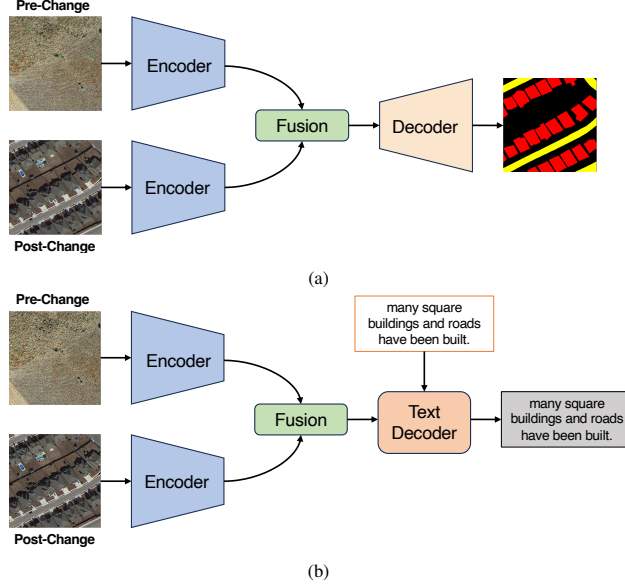 Pre-Change
Encoder
Fusion
Decoder
Encoder
Post-Change
(a)
Pre-Change
many square
buildings and roads
have been built.
Encoder
Fusion
Text
Decoder
many square
buildings and roads
have been built.
Encoder
Post-Change
(b)